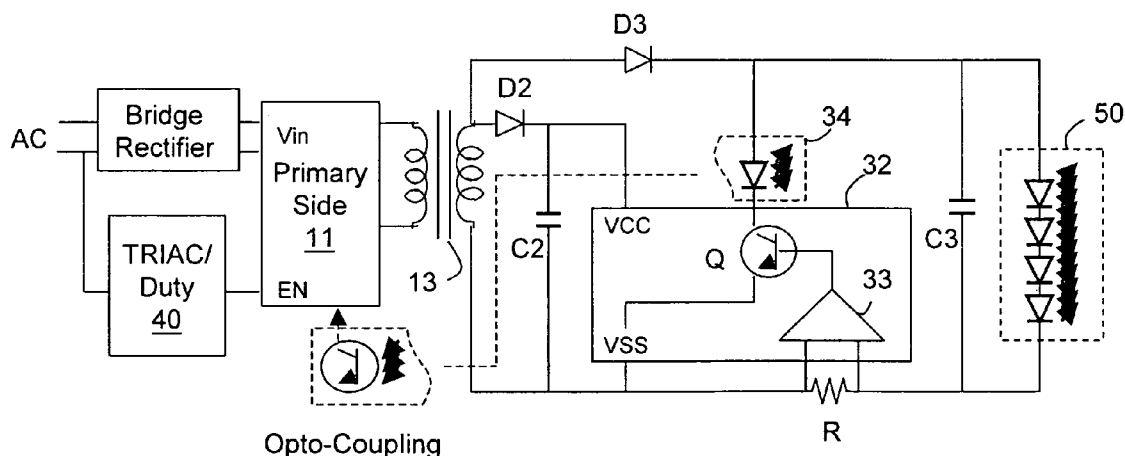 D3
D2
34
50
AC
Bridge
Rectifier
Vin
Primary
Side
11
EN
TRIAC/
Duty
40
13
C2
32
VCC
Q
33
VSS
C3
R
Opto-Coupling